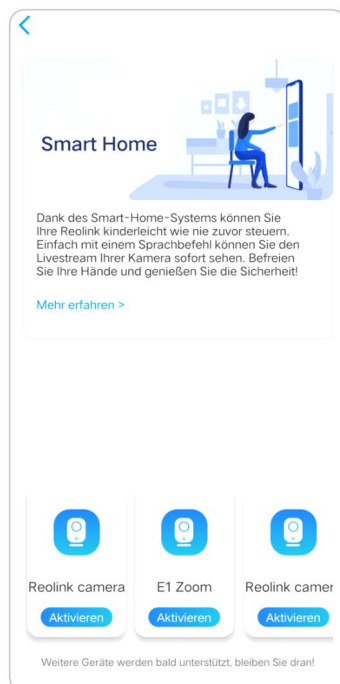 Smart Home
Dank des Smart-Home-Systems können Sie
Ihre Reolink kinderleicht wie nie zuvor steuern.
Einfach mit einem Sprachbefehl können Sie den
Livestream Ihrer Kamera sofort sehen. Befreien
Sie Ihre Hände und genießen Sie die Sicherheit!
Mehr erfahren >
Reolink camera E1 Zoom Reolink camer
Aktivieren Aktivieren Aktivieren
Weitere Geräte werden bald unterstützt, bleiben Sie dran!